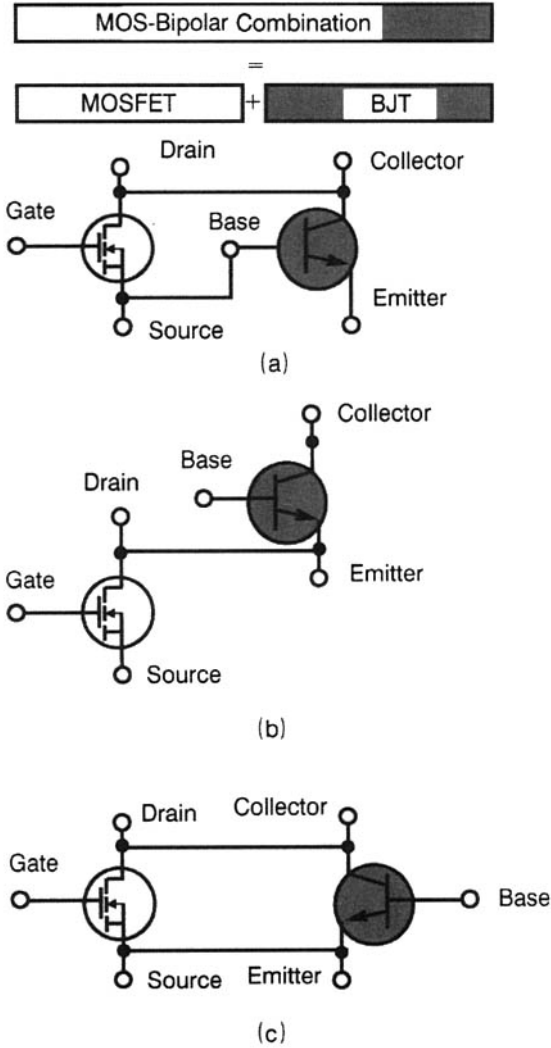 MOS-Bipolar Combination
=
MOSFET + BJT
Drain
Collector
Gate
Base
Emitter
Source
(a)
Collector
Base
Drain
Emitter
Gate
Source
(b)
Drain Collector
Gate
Base
Source Emitter
(c)